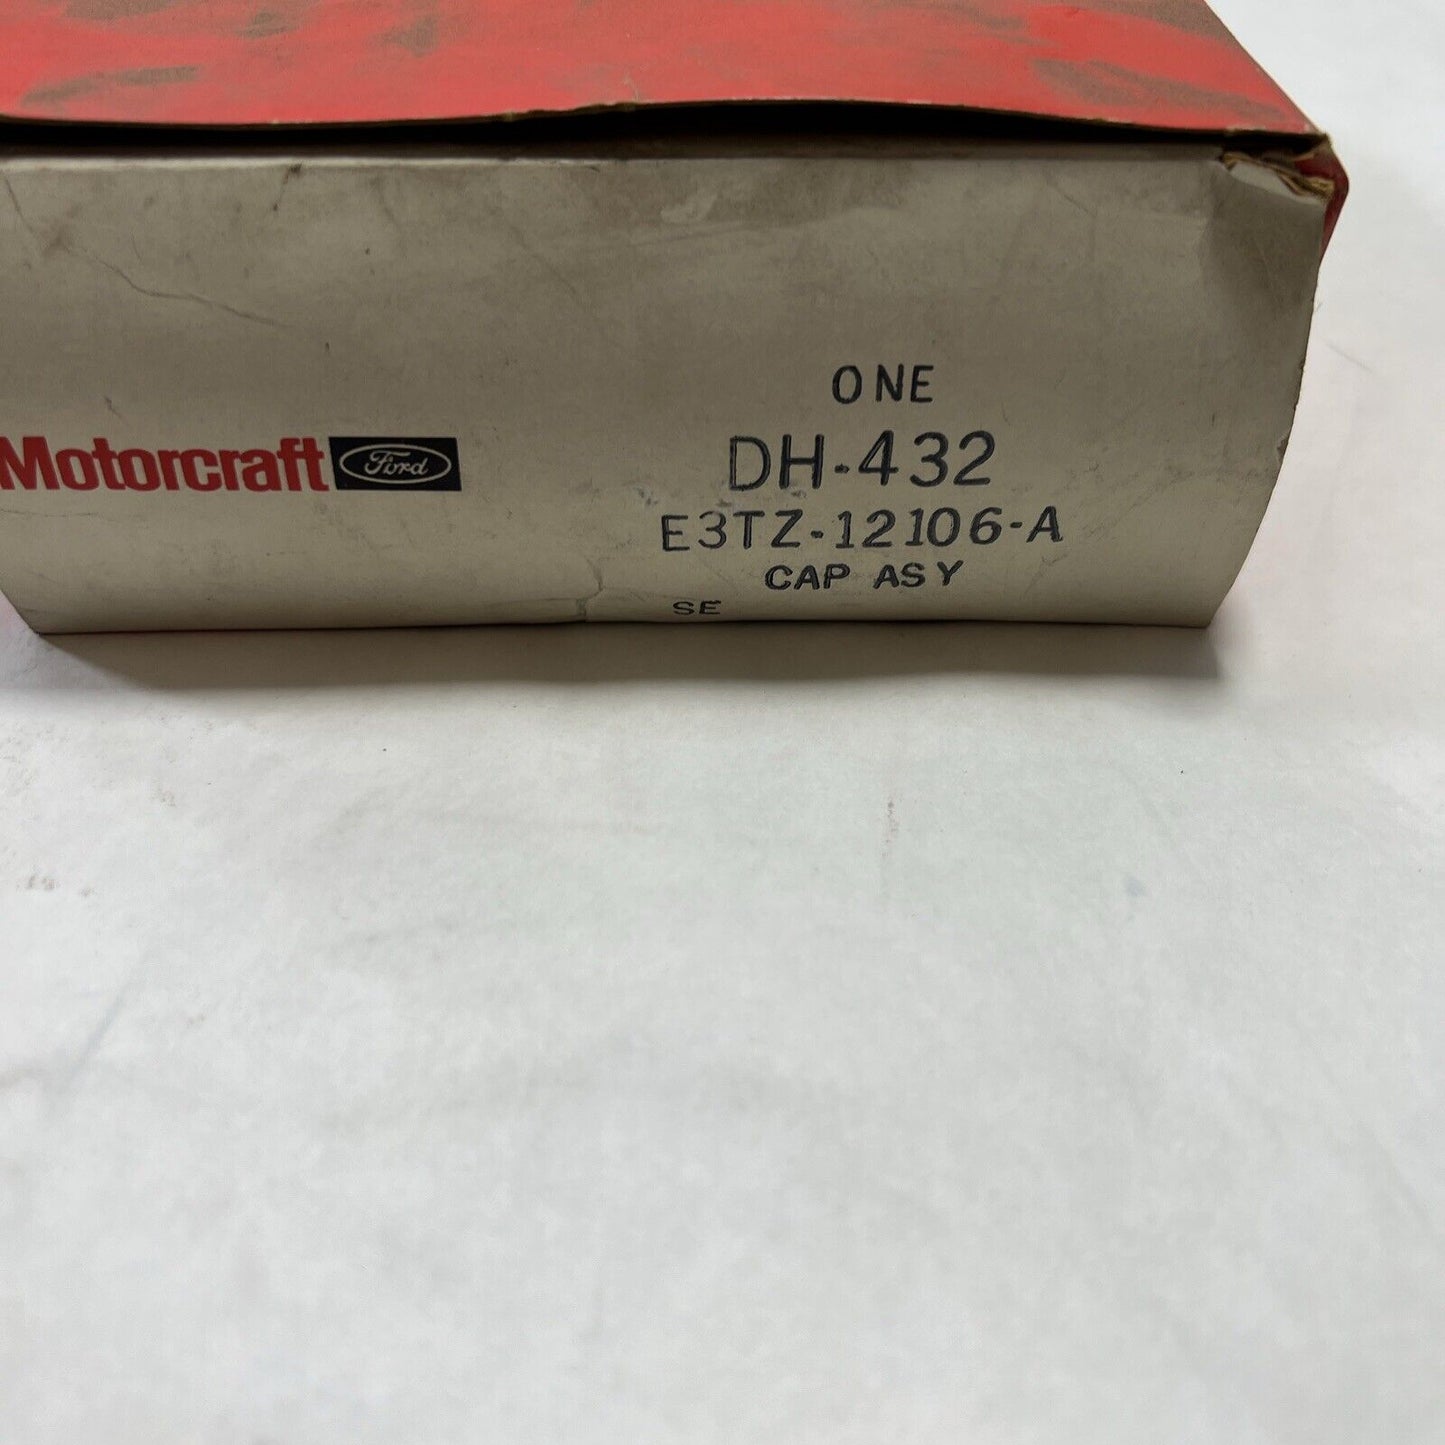 Motorcraft Ford
ONE
DH-432
E3TZ-12106-A
CAP ASY
SE